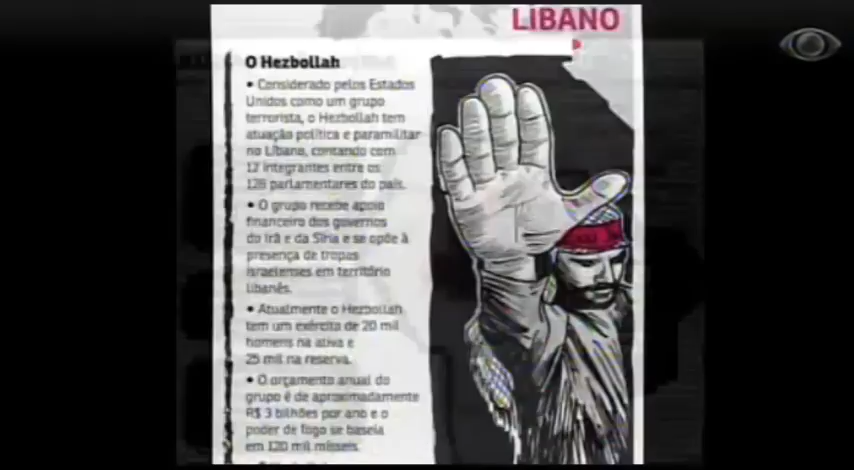 LÍBANO
O Hezbollah
• Considerado pelos Estados
Unidos como um grupo
terrorista, o Hezbollah tem
atuação política e paramilitar
no Líbano, contando com
12 integrantes entre os
128 parlamentares do país.
• O grupo recebe apoio
financeiro dos governos
do Irã e da Síria e se opõe à
presença de tropas
israelenses em território
libanês.
• Atualmente o Hezbollah
tem um exército de 20 mil
homens na ativa e
25 mil na reserva.
• O orçamento anual do
grupo é de aproximadamente
R$ 3 bilhões por ano e o
poder de fogo se baseia
em 120 mil mísseis.